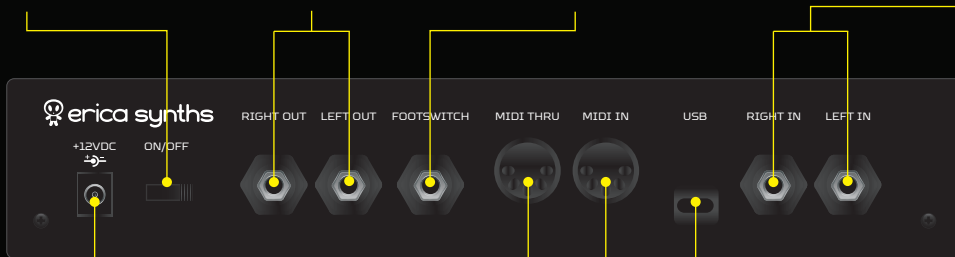 erica synths
RIGHT OUT LEFT OUT FOOTSWITCH MIDI THRU MIDI IN USB RIGHT IN LEFT IN
+12VDC ON/OFF
+ -